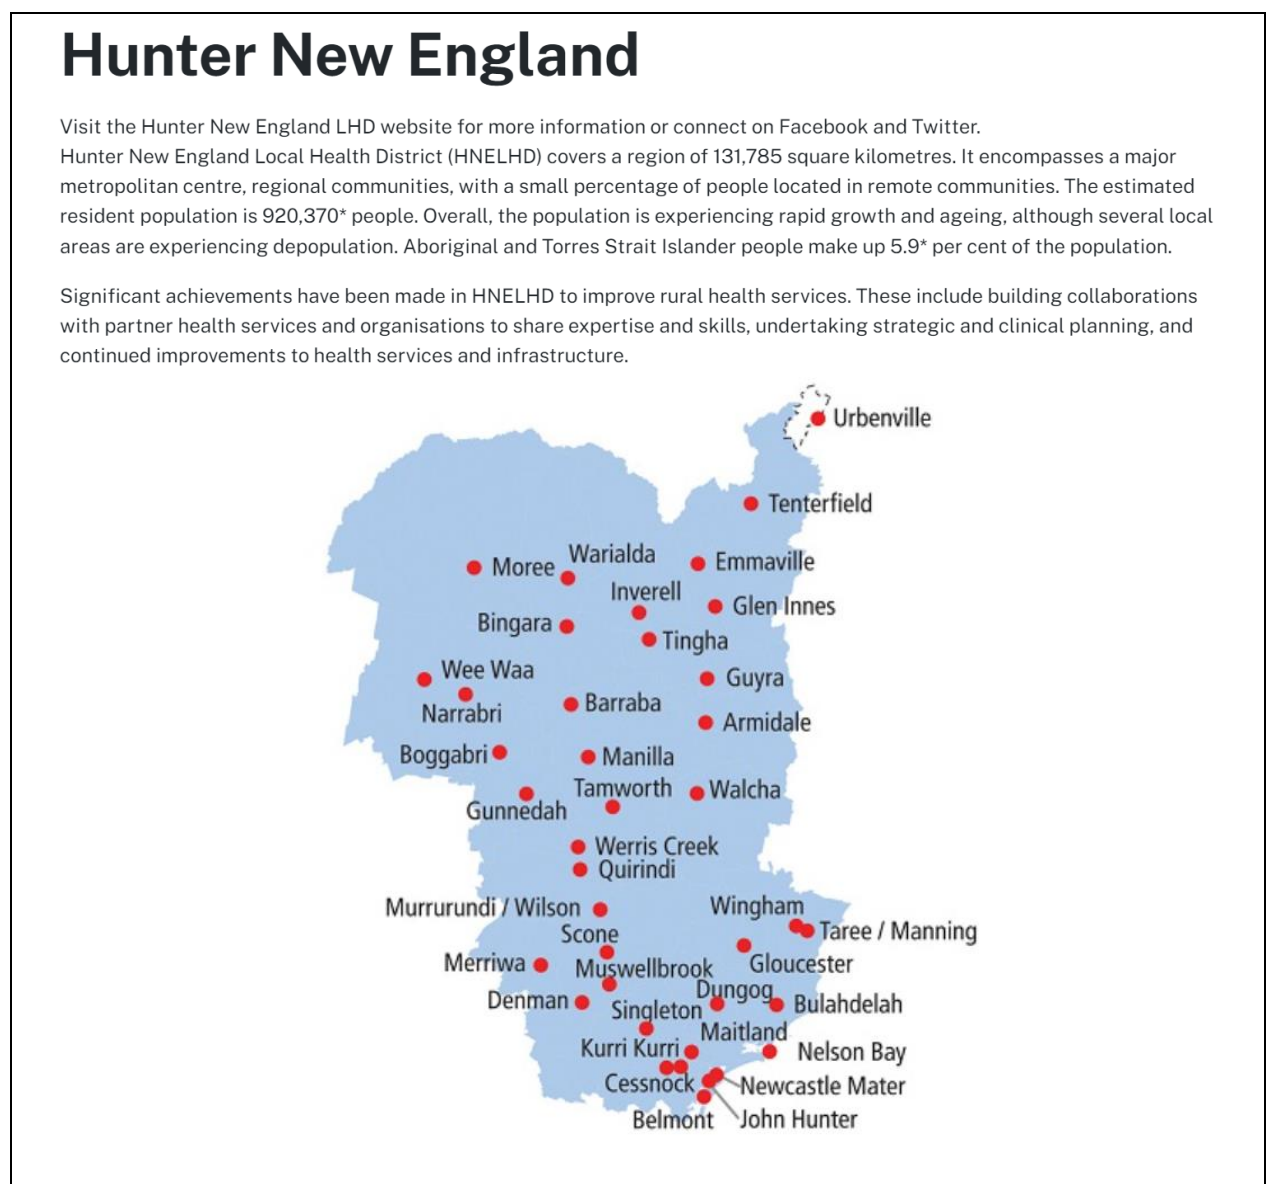 Hunter New England
Visit the Hunter New England LHD website for more information or connect on Facebook and Twitter.
Hunter New England Local Health District (HNELHD) covers a region of 131,785 square kilometres. It encompasses a major
metropolitan centre, regional communities, with a small percentage of people located in remote communities. The estimated
resident population is 920,370* people. Overall, the population is experiencing rapid growth and ageing, although several local
areas are experiencing depopulation. Aboriginal and Torres Strait Islander people make up 5.9* per cent of the population.
Significant achievements have been made in HNELHD to improve rural health services. These include building collaborations
with partner health services and organisations to share expertise and skills, undertaking strategic and clinical planning, and
continued improvements to health services and infrastructure.
Urbenville
Tenterfield
Warialda
Moree
Emmaville
Inverell
Glen Innes
Bingara
Tingha
Wee Waa
Guyra
Barraba
Narrabri
Armidale
Boggabri
Manilla
Tamworth
Walcha
Gunnedah
Werris Creek
Quirindi
Murrurundi / Wilson
Wingham
Taree / Manning
Scone
Merriwa
Gloucester
Muswellbrook
Dungog
Denman
Bulahdelah
Singleton
Maitland
Kurri Kurri
Nelson Bay
Cessnock
Newcastle Mater
Belmont
John Hunter